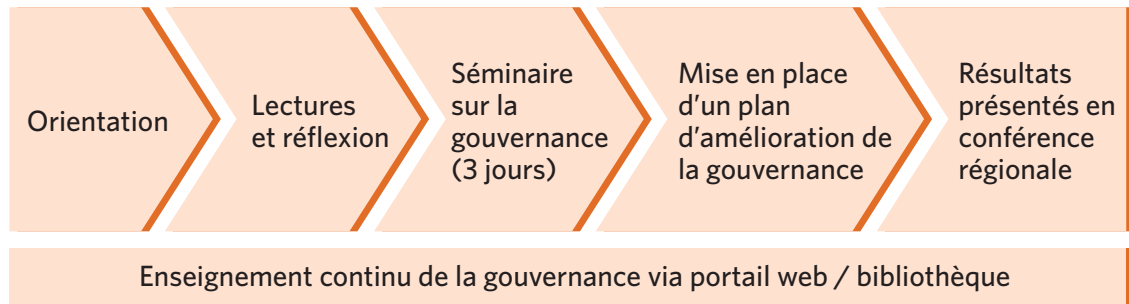 Orientation
Lectures
et réflexion
Séminaire
sur la
gouvernance
(3 jours)
Mise en place
d’un plan
d’amélioration de
la gouvernance
Résultats
présentés en
conférence
régionale
Enseignement continu de la gouvernance via portail web / bibliothèque